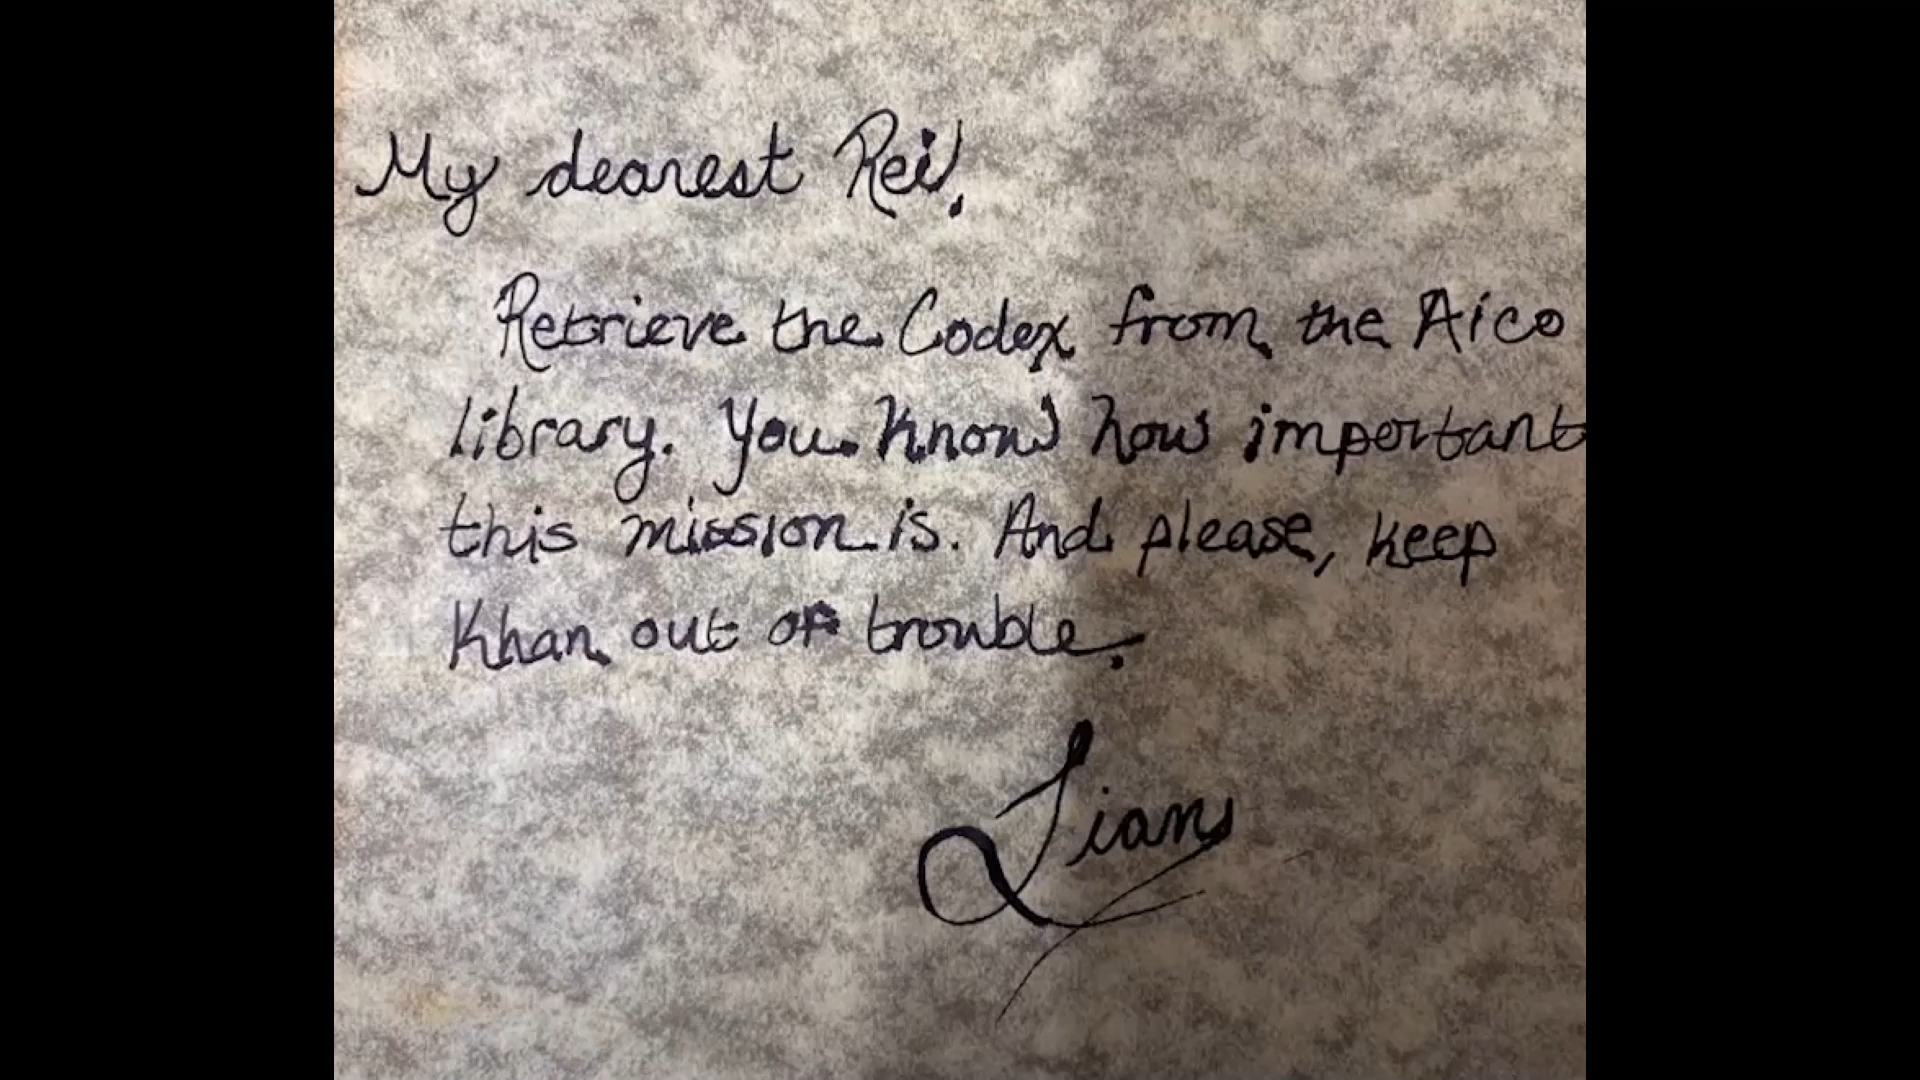 My dearest Rei,
Retrieve the Codex from the Aico
library. You know how important
this mission is. And please, keep
Khan out of trouble.
Lian